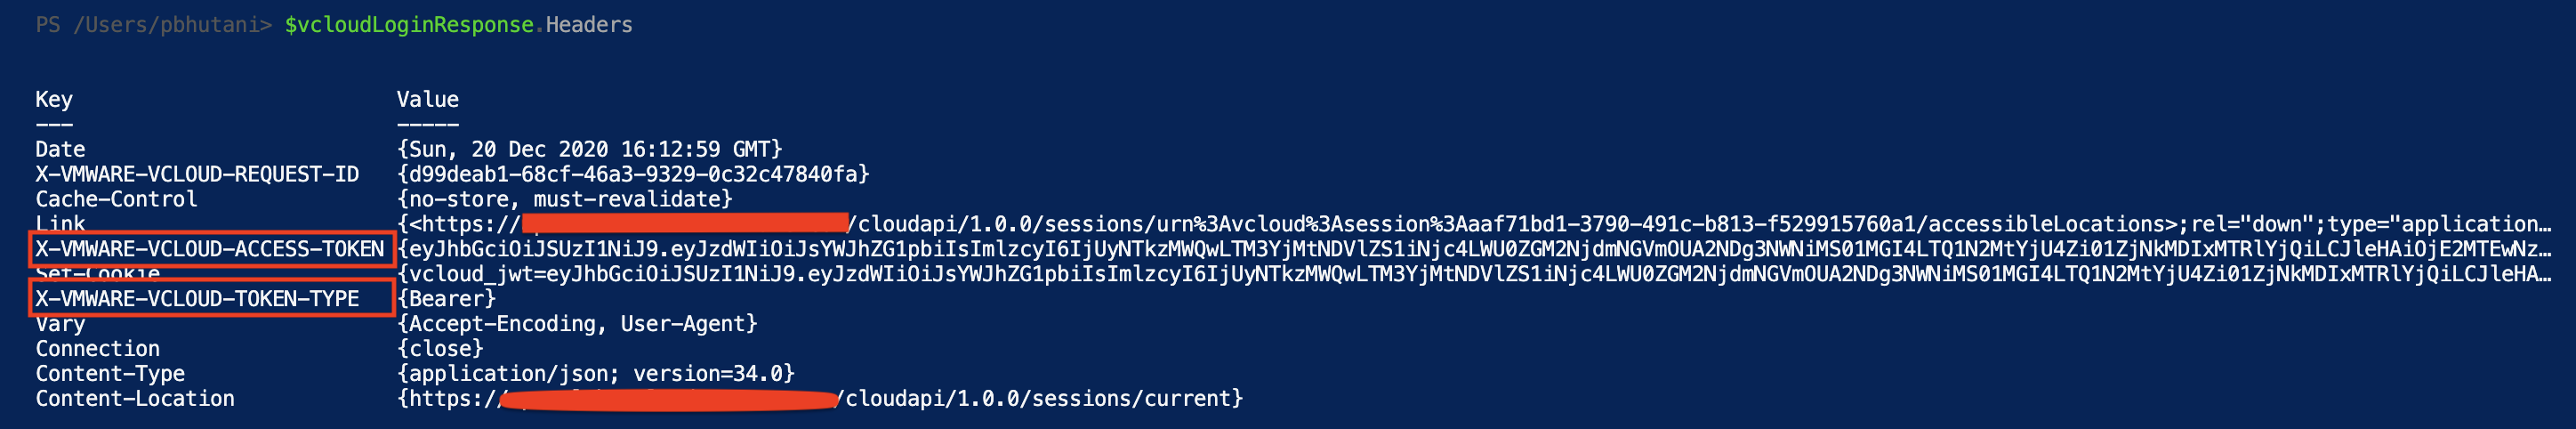 PS /Users/pbhutani> $vcloudLoginResponse.Headers
Key Value
--- -----
Date {Sun, 20 Dec 2020 16:12:59 GMT}
X-VMWARE-VCLOUD-REQUEST-ID {d99deab1-68cf-46a3-9329-0c32c47840fa}
Cache-Control {no-store, must-revalidate}
Link {<https:// /cloudapi/1.0.0/sessions/urn%3Avcloud%3Asession%3Aaaf71bd1-3790-491c-b813-f529915760a1/accessibleLocations>;rel="down";type="application…
X-VMWARE-VCLOUD-ACCESS-TOKEN {eyJhbGciOiJSUzI1NiJ9.eyJzdWIiOiJsYWJhZG1pbiIsImlzcyI6IjUyNTkzMWQwLTM3YjMtNDVlZS1iNjc4LWU0ZGM2NjdmNGVmOUA2NDg3NWNiMS01MGI4LTQ1N2MtYjU4Zi01ZjNkMDIxMTRlYjQiLCJleHAiOjE2MTEwNz…
Set-Cookie {vcloud_jwt=eyJhbGciOiJSUzI1NiJ9.eyJzdWIiOiJsYWJhZG1pbiIsImlzcyI6IjUyNTkzMWQwLTM3YjMtNDVlZS1iNjc4LWU0ZGM2NjdmNGVmOUA2NDg3NWNiMS01MGI4LTQ1N2MtYjU4Zi01ZjNkMDIxMTRlYjQiLCJleHA…
X-VMWARE-VCLOUD-TOKEN-TYPE {Bearer}
Vary {Accept-Encoding, User-Agent}
Connection {close}
Content-Type {application/json; version=34.0}
Content-Location {https:// /cloudapi/1.0.0/sessions/current}